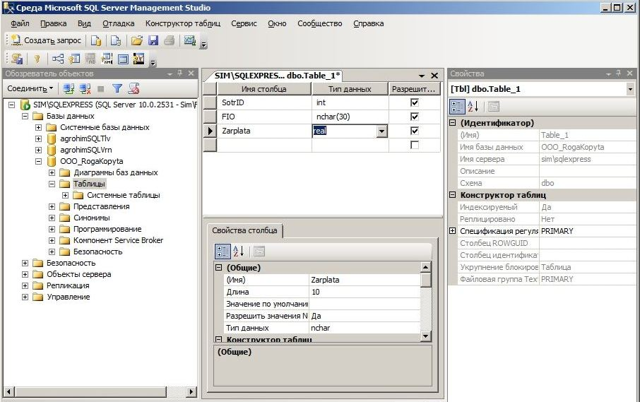 Среда Microsoft SQL Server Management Studio
Файл Правка Вид Отладка Конструктор таблиц Сервис Окно Сообщество Справка
Создать запрос
Обозреватель объектов
Соединить
SIM\SQLEXPRESS (SQL Server 10.0.2531 - Sim\
Базы данных
Системные базы данных
agrohimSQLTlv
agrohimSQLVrn
OOO_RogaKopyta
Диаграммы баз данных
Таблицы
Системные таблицы
Представления
Синонимы
Программирование
Компонент Service Broker
Безопасность
Безопасность
Объекты сервера
Репликация
Управление
SIM\SQLEXPRES... dbo.Table_1*
Имя столбца Тип данных Разрешит...
SotrID int
FIO nchar(30)
Zarplata real
Свойства столбца
(Общие)
(Имя) Zarplata
Длина 10
Значение по умолчани
Разрешить значения N Да
Тип данных nchar
Конструктор таблиц
(Общие)
Свойства
[Tbl] dbo.Table_1
(Идентификатор)
(Имя) Table_1
Имя базы данных OOO_RogaKopyta
Имя сервера sim\sqlexpress
Описание
Схема dbo
Конструктор таблиц
Индексируемый Да
Реплицировано Нет
Спецификация регуля PRIMARY
Столбец ROWGUID
Столбец идентификат
Укрупнение блокиров Таблица
Файловая группа Tex PRIMARY